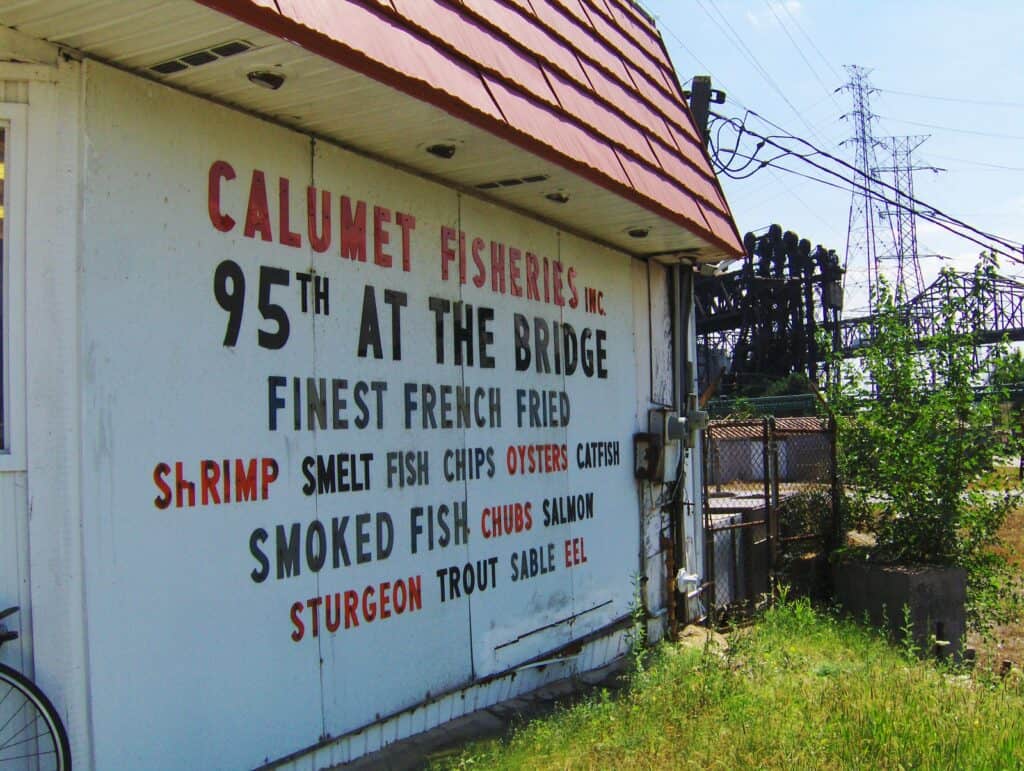 CALUMET FISHERIES INC.
95TH AT THE BRIDGE
FINEST FRENCH FRIED
ShRIMP SMELT FISH CHIPS OYSTERS CATFISH
SMOKED FISH CHUBS SALMON
STURGEON TROUT SABLE EEL